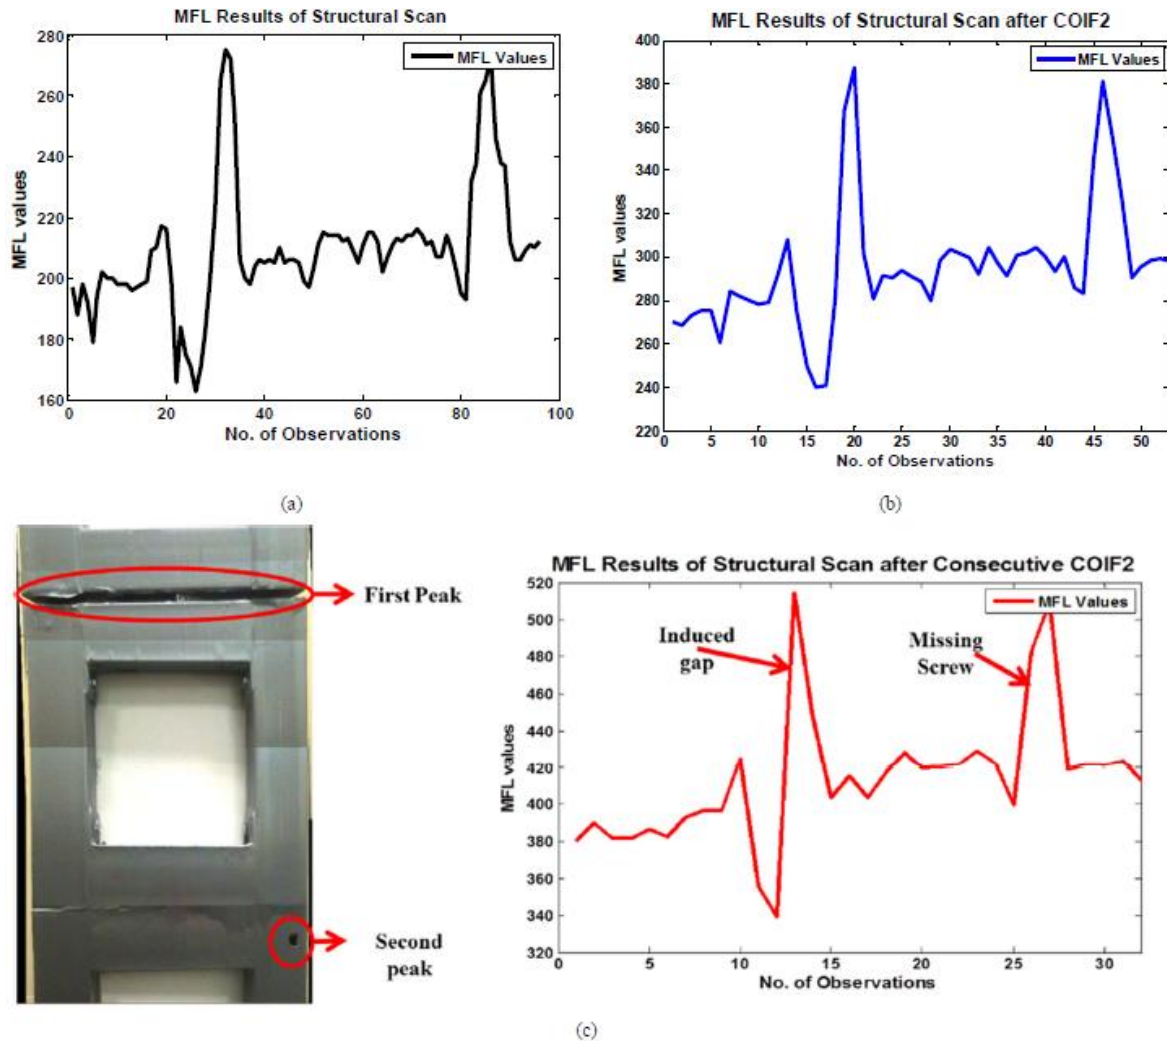 MFL Results of Structural Scan
MFL Values
MFL values
280
260
240
220
200
180
160
0 20 40 60 80 100
No. of Observations
(a)
MFL Results of Structural Scan after COIF2
MFL Values
MFL values
400
380
360
340
320
300
280
260
240
220
0 5 10 15 20 25 30 35 40 45 50
No. of Observations
(b)
First Peak
Second
peak
MFL Results of Structural Scan after Consecutive COIF2
MFL Values
Induced
gap
Missing
Screw
MFL values
520
500
480
460
440
420
400
380
360
340
320
0 5 10 15 20 25 30
No. of Observations
(c)